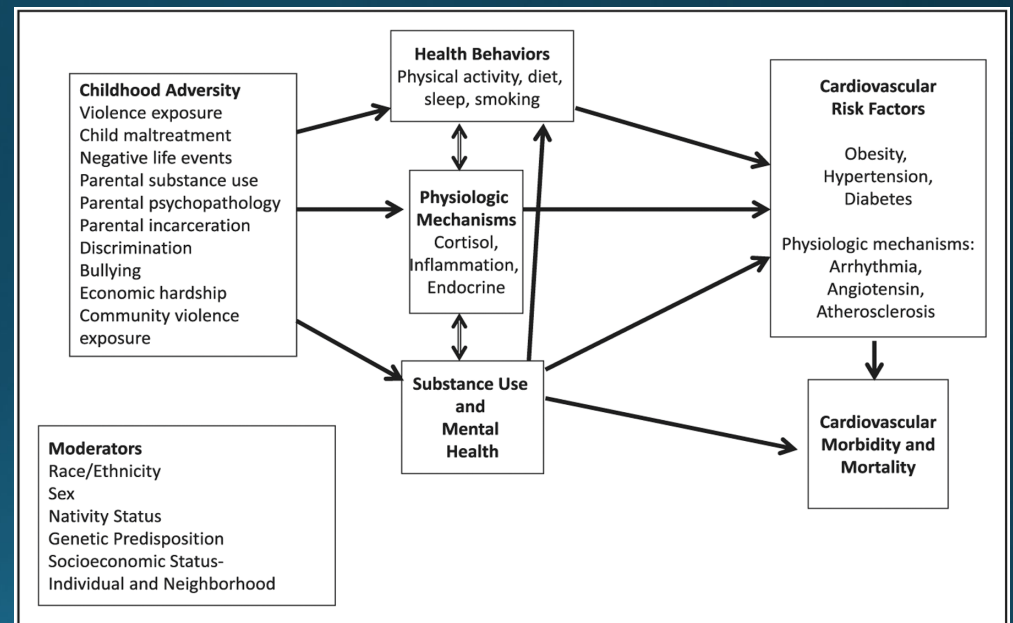 Childhood Adversity
Violence exposure
Child maltreatment
Negative life events
Parental substance use
Parental psychopathology
Parental incarceration
Discrimination
Bullying
Economic hardship
Community violence
exposure
Health Behaviors
Physical activity, diet,
sleep, smoking
Physiologic
Mechanisms
Cortisol,
Inflammation,
Endocrine
Substance Use
and
Mental
Health
Cardiovascular
Risk Factors
Obesity,
Hypertension,
Diabetes
Physiologic mechanisms:
Arrhythmia,
Angiotensin,
Atherosclerosis
Cardiovascular
Morbidity and
Mortality
Moderators
Race/Ethnicity
Sex
Nativity Status
Genetic Predisposition
Socioeconomic Status-
Individual and Neighborhood